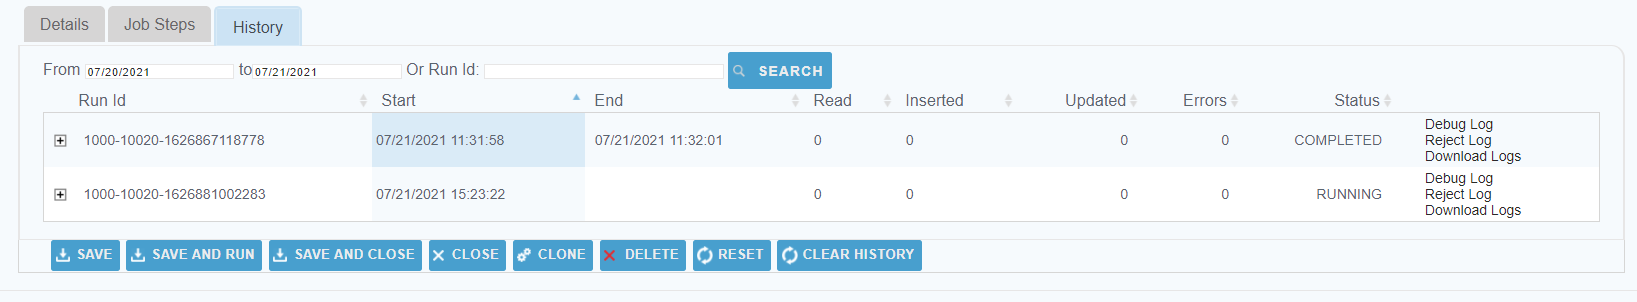 Details Job Steps History
From 07/20/2021 to 07/21/2021 Or Run Id: SEARCH
Run Id Start End Read Inserted Updated Errors Status
1000-10020-1626867118778 07/21/2021 11:31:58 07/21/2021 11:32:01 0 0 0 0 COMPLETED Debug Log
Reject Log
Download Logs
1000-10020-1626881002283 07/21/2021 15:23:22 0 0 0 0 RUNNING Debug Log
Reject Log
Download Logs
SAVE SAVE AND RUN SAVE AND CLOSE CLOSE CLONE DELETE RESET CLEAR HISTORY